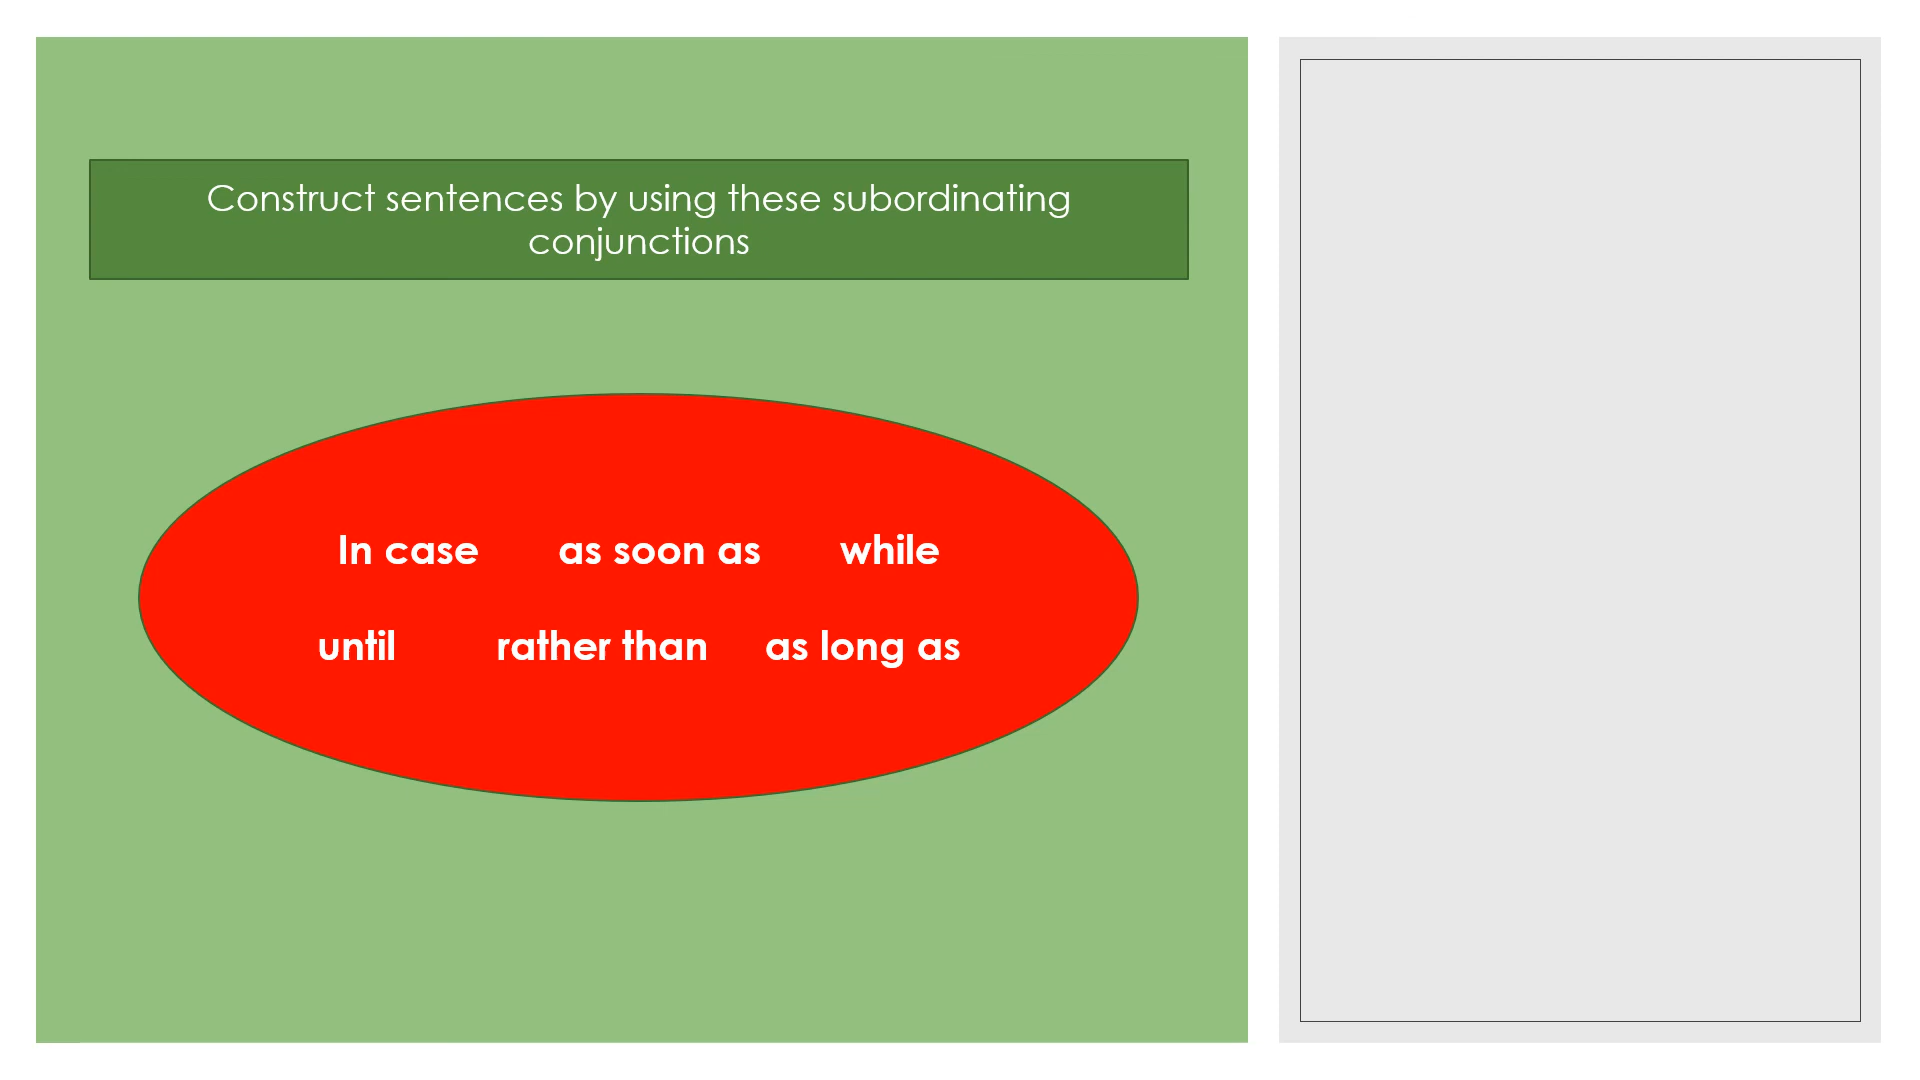 Construct sentences by using these subordinating
conjunctions
In case as soon as while
until rather than as long as